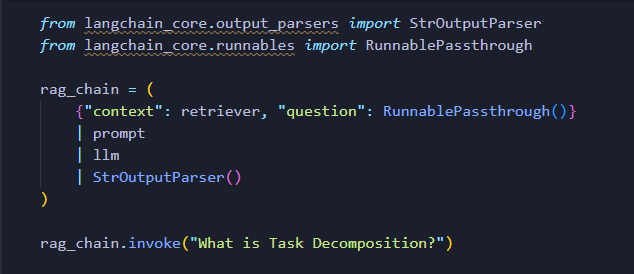 from langchain_core.output_parsers import StrOutputParser
from langchain_core.runnables import RunnablePassthrough

rag_chain = (
    {"context": retriever, "question": RunnablePassthrough()}
    | prompt
    | llm
    | StrOutputParser()
)

rag_chain.invoke("What is Task Decomposition?")